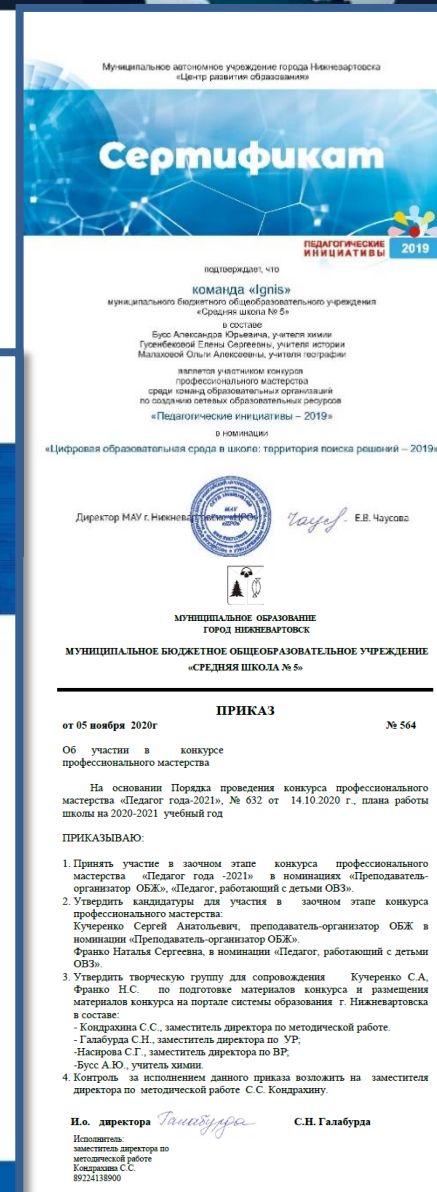 Муниципальное автономное учреждение города Нижневартовска
«Центр развития образования»
Сертификат
ПЕДАГОГИЧЕСКИЕ
ИНИЦИАТИВЫ 2019
подтверждает, что
команда «Ignis»
муниципального бюджетного общеобразовательного учреждения
«Средняя школа № 5»
в составе
Бусс Александра Юрьевича, учителя химии
Гусенбековой Елены Сергеевны, учителя истории
Малаховой Ольги Алексеевны, учителя географии
является участником конкурса
профессионального мастерства
среди команд образовательных организаций
по созданию сетевых образовательных ресурсов
«Педагогические инициативы – 2019»
в номинации
«Цифровая образовательная среда в школе: территория поиска решений – 2019»
Директор МАУ г. Нижневартовска «ЦРО» Е.В. Чаусова
МУНИЦИПАЛЬНОЕ ОБРАЗОВАНИЕ
ГОРОД НИЖНЕВАРТОВСК
МУНИЦИПАЛЬНОЕ БЮДЖЕТНОЕ ОБЩЕОБРАЗОВАТЕЛЬНОЕ УЧРЕЖДЕНИЕ
«СРЕДНЯЯ ШКОЛА № 5»
ПРИКАЗ
от 05 ноября 2020г № 564
Об участии в конкурсе
профессионального мастерства
На основании Порядка проведения конкурса профессионального
мастерства «Педагог года-2021», № 632 от 14.10.2020 г., плана работы
школы на 2020-2021 учебный год
ПРИКАЗЫВАЮ:
1. Принять участие в заочном этапе конкурса профессионального
мастерства «Педагог года -2021» в номинациях «Преподаватель-
организатор ОБЖ», «Педагог, работающий с детьми ОВЗ».
2. Утвердить кандидатуры для участия в заочном этапе конкурса
профессионального мастерства:
Кучеренко Сергей Анатольевич, преподаватель-организатор ОБЖ в
номинации «Преподаватель-организатор ОБЖ».
Франко Наталья Сергеевна, в номинации «Педагог, работающий с детьми
ОВЗ».
3. Утвердить творческую группу для сопровождения Кучеренко С.А,
Франко Н.С. по подготовке материалов конкурса и размещения
материалов конкурса на портале системы образования г. Нижневартовска
в составе:
- Кондрахина С.С., заместитель директора по методической работе.
- Галабурда С.Н., заместитель директора по УР;
-Насирова С.Г., заместитель директора по ВР;
-Бусс А.Ю., учитель химии.
4. Контроль за исполнением данного приказа возложить на заместителя
директора по методической работе С.С. Кондрахину.
И.о. директора Галабурда С.Н. Галабурда
Исполнитель:
заместитель директора по
методической работе
Кондрахина С.С.
89224138900